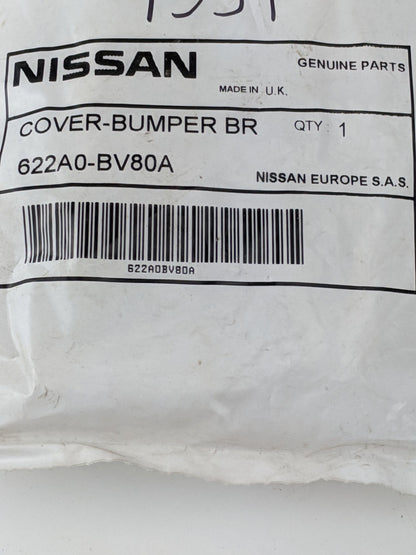 NISSAN GENUINE PARTS
MADE IN U.K.
COVER-BUMPER BR QTY: 1
622A0-BV80A
NISSAN EUROPE S.A.S.
622A0BV80A